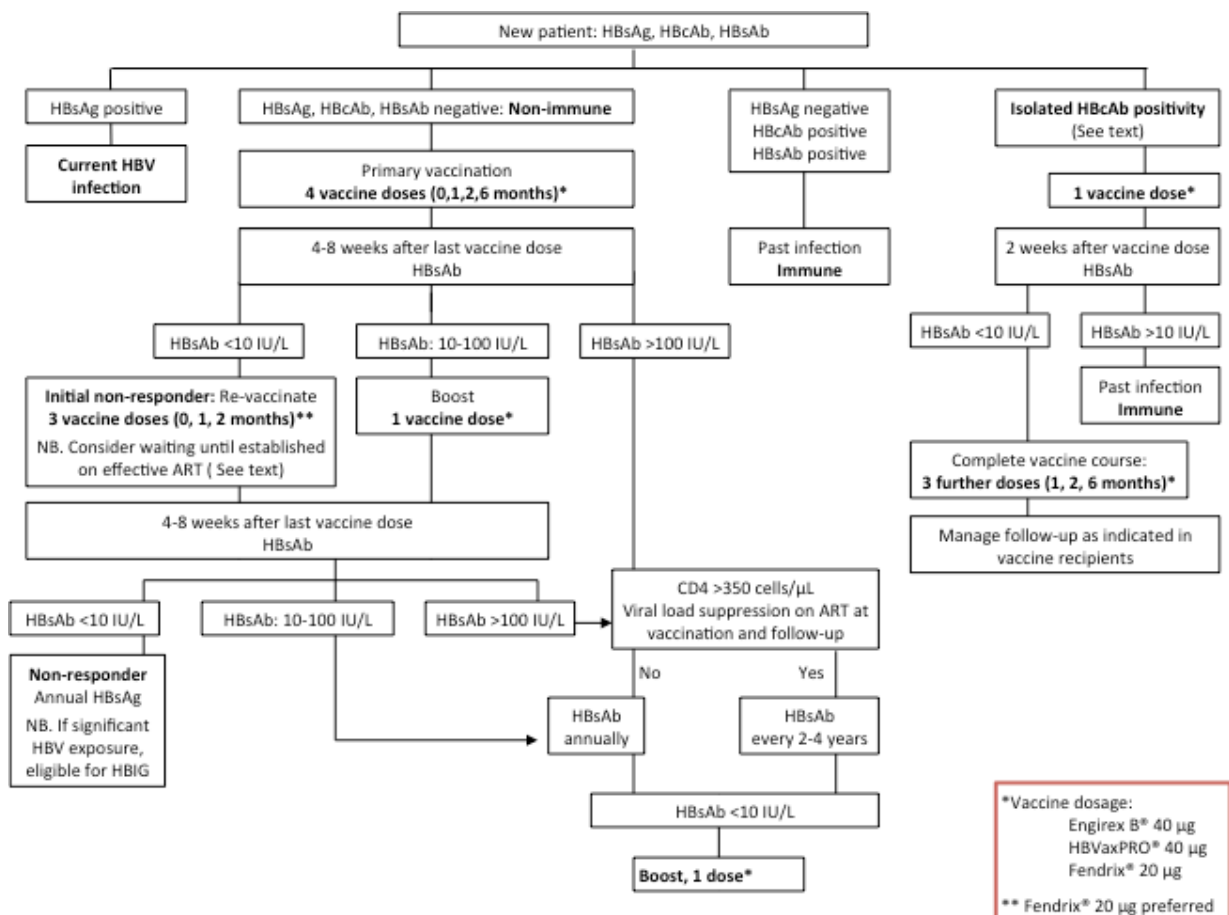 New patient: HBsAg, HBcAb, HBsAb
HBsAg positive
Current HBV
infection
HBsAg, HBcAb, HBsAb negative: Non-immune
Primary vaccination
4 vaccine doses (0,1,2,6 months)*
4-8 weeks after last vaccine dose
HBsAb
HBsAb <10 IU/L
HBsAb: 10-100 IU/L
HBsAb >100 IU/L
Initial non-responder: Re-vaccinate
3 vaccine doses (0, 1, 2 months)**
NB. Consider waiting until established
on effective ART ( See text)
Boost
1 vaccine dose*
4-8 weeks after last vaccine dose
HBsAb
HBsAb <10 IU/L
HBsAb: 10-100 IU/L
HBsAb >100 IU/L
Non-responder
Annual HBsAg
NB. If significant
HBV exposure,
eligible for HBIG
CD4 >350 cells/µL
Viral load suppression on ART at
vaccination and follow-up
No
Yes
HBsAb
annually
HBsAb
every 2-4 years
HBsAb <10 IU/L
Boost, 1 dose*
HBsAg negative
HBcAb positive
HBsAb positive
Past infection
Immune
Isolated HBcAb positivity
(See text)
1 vaccine dose*
2 weeks after vaccine dose
HBsAb
HBsAb <10 IU/L
HBsAb >10 IU/L
Past infection
Immune
Complete vaccine course:
3 further doses (1, 2, 6 months)*
Manage follow-up as indicated in
vaccine recipients
*Vaccine dosage:
Engirex B® 40 µg
HBVaxPRO® 40 µg
Fendrix® 20 µg
** Fendrix® 20 µg preferred